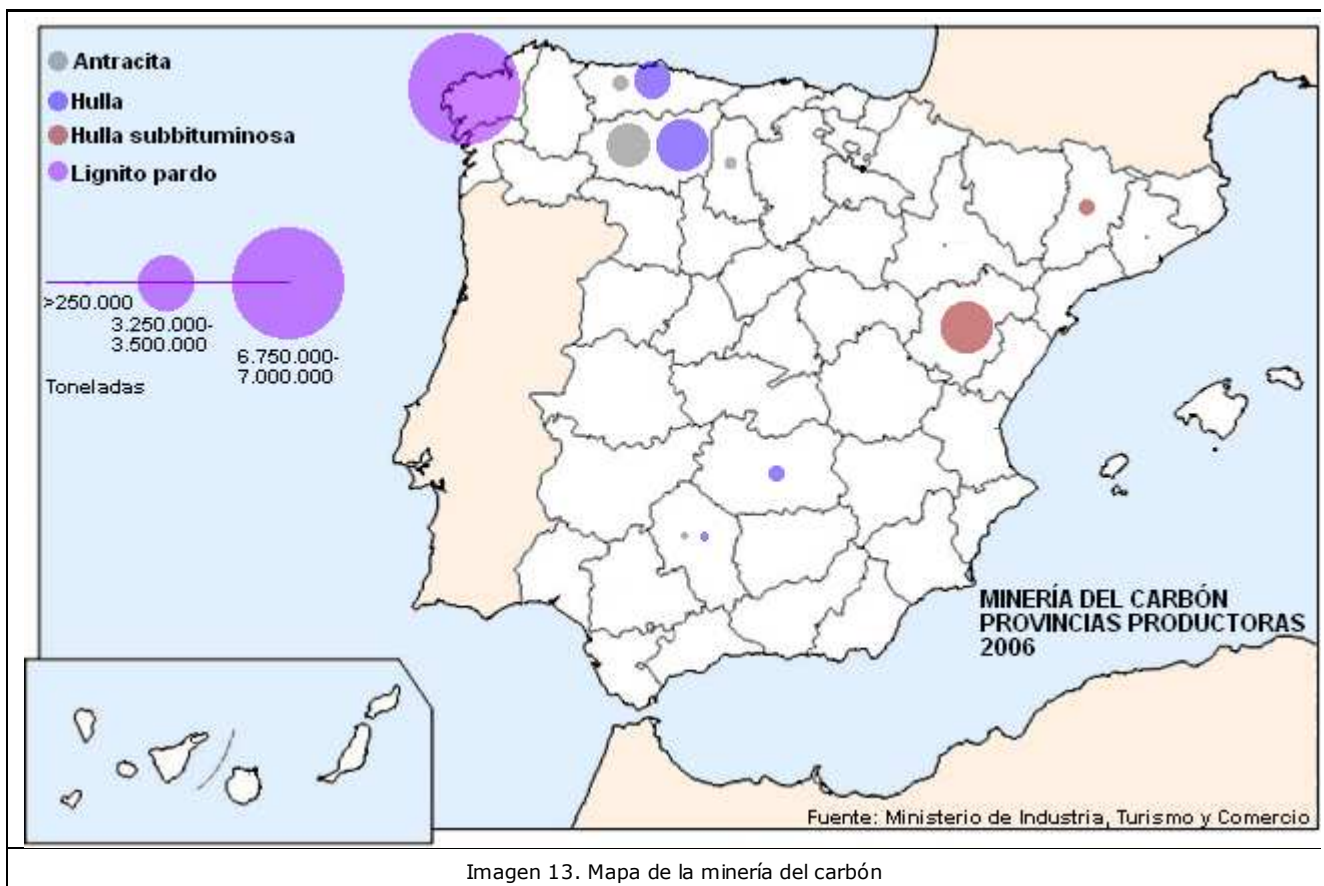 Antracita
Hulla
Hulla subbituminosa
Lignito pardo
>250.000
3.250.000-
3.500.000
6.750.000-
7.000.000
Toneladas
MINERÍA DEL CARBÓN
PROVINCIAS PRODUCTORAS
2006
Fuente: Ministerio de Industria, Turismo y Comercio
Imagen 13. Mapa de la minería del carbón